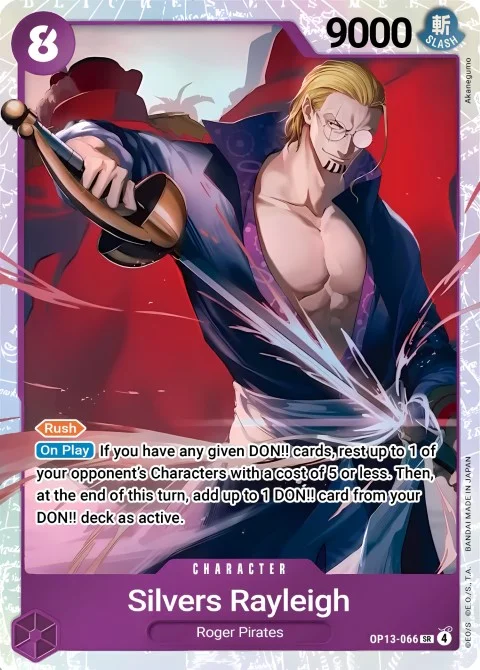 8
9000
斬
SLASH
Akanegumo
Rush
On Play If you have any given DON!! cards, rest up to 1 of
your opponent's Characters with a cost of 5 or less. Then,
at the end of this turn, add up to 1 DON!! card from your
DON!! deck as active.
CHARACTER
Silvers Rayleigh
Roger Pirates
OP13-066 SR 4
©E.O/S. ©E.O./S.,T.A. BANDAI MADE IN JAPAN